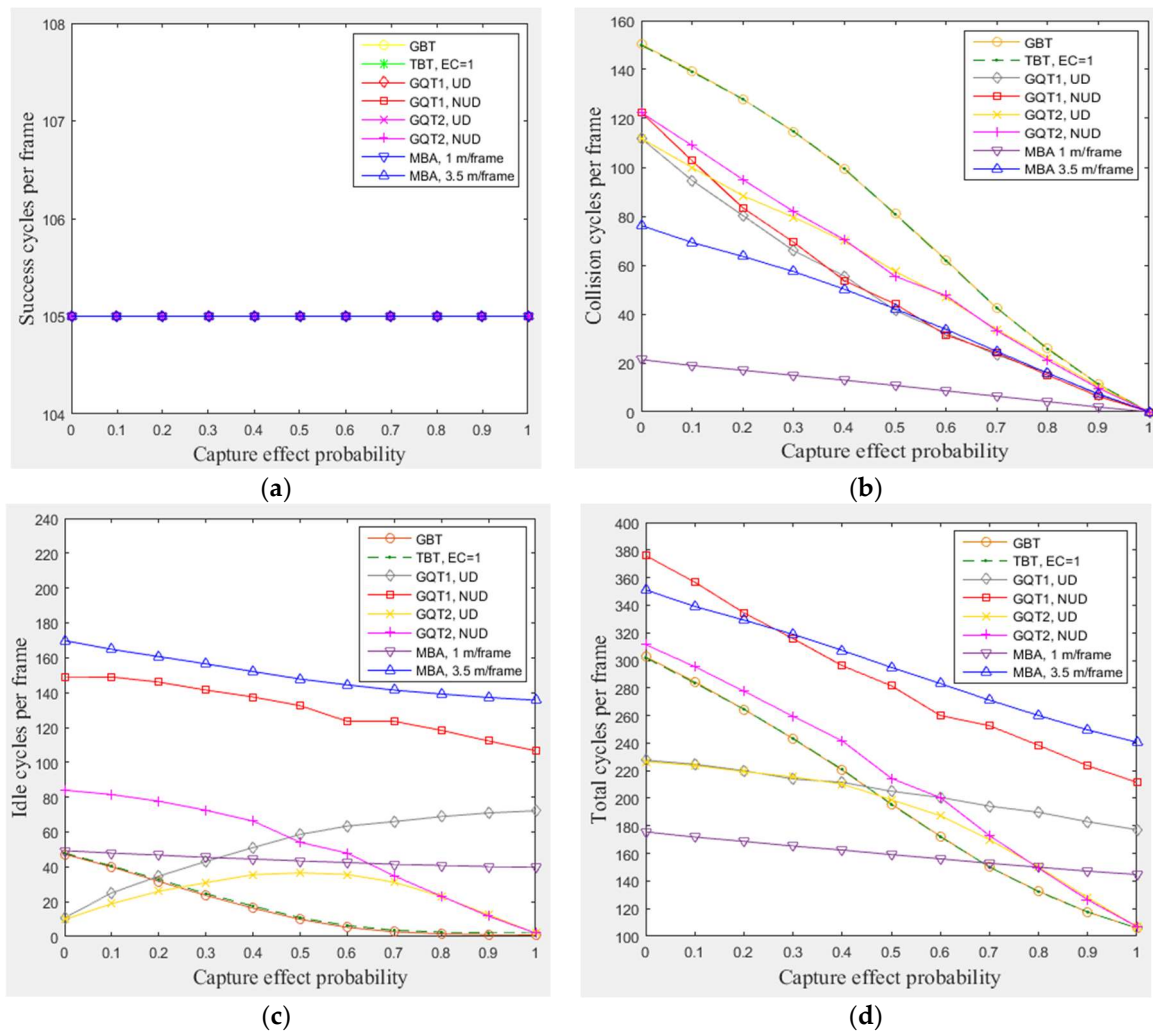 108
107
106
105
104
0 0.1 0.2 0.3 0.4 0.5 0.6 0.7 0.8 0.9 1
Success cycles per frame
Capture effect probability
GBT
TBT, EC=1
GQT1, UD
GQT1, NUD
GQT2, UD
GQT2, NUD
MBA, 1 m/frame
MBA, 3.5 m/frame
(a)
160
140
120
100
80
60
40
20
0
0 0.1 0.2 0.3 0.4 0.5 0.6 0.7 0.8 0.9 1
Collision cycles per frame
Capture effect probability
GBT
TBT, EC=1
GQT1, UD
GQT1, NUD
GQT2, UD
GQT2, NUD
MBA, 1 m/frame
MBA 3.5 m/frame
(b)
240
220
200
180
160
140
120
100
80
60
40
20
0
0 0.1 0.2 0.3 0.4 0.5 0.6 0.7 0.8 0.9 1
Idle cycles per frame
Capture effect probability
GBT
TBT, EC=1
GQT1, UD
GQT1, NUD
GQT2, UD
GQT2, NUD
MBA, 1 m/frame
MBA, 3.5 m/frame
(c)
400
380
360
340
320
300
280
260
240
220
200
180
160
140
120
100
0 0.1 0.2 0.3 0.4 0.5 0.6 0.7 0.8 0.9 1
Total cycles per frame
Capture effect probability
GBT
TBT, EC=1
GQT1, UD
GQT1, NUD
GQT2, UD
GQT2, NUD
MBA, 1 m/frame
MBA, 3.5 m/frame
(d)